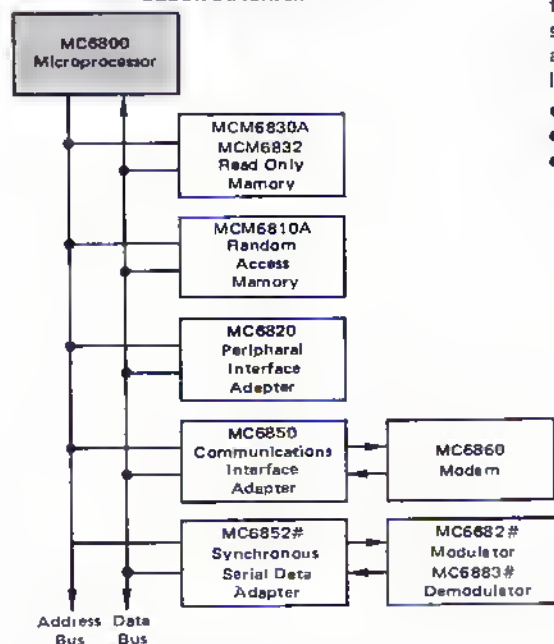 MC6800
Microprocessor
MCM6830A
MCM6832
Read Only
Memory
MCM6810A
Random
Access
Memory
MC6820
Peripheral
Interface
Adapter
MC6850
Communications
Interface
Adapter
MC6860
Modem
MC6852#
Synchronous
Serial Data
Adapter
MC6682#
Modulator
MC6883#
Demodulator
Address Data
Bus Bus